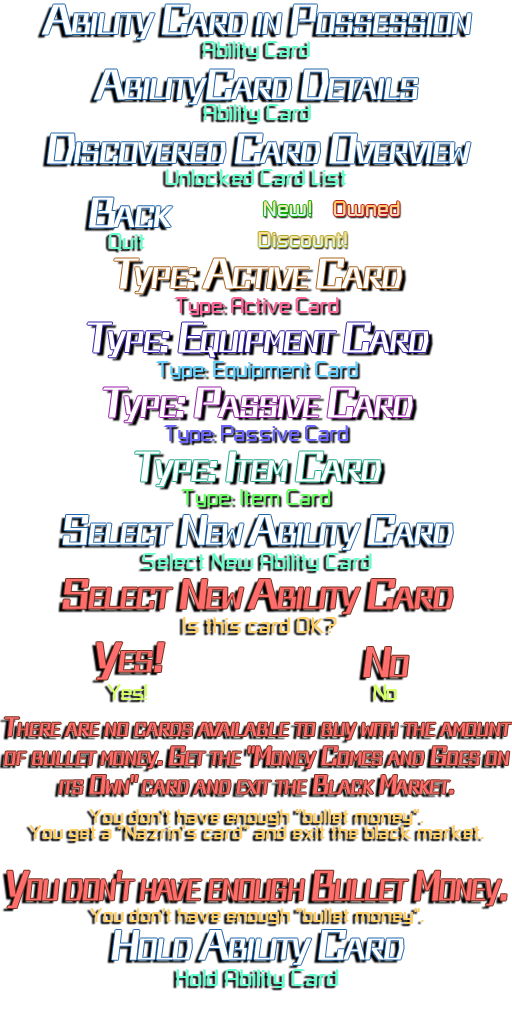 Ability Card in Possession
Ability Card
AbilityCard Details
Ability Card
Discovered Card Overview
Unlocked Card List
Back
Quit
New! Owned
Discount!
Type: Active Card
Type: Active Card
Type: Equipment Card
Type: Equipment Card
Type: Passive Card
Type: Passive Card
Type: Item Card
Type: Item Card
Select New Ability Card
Select New Ability Card
Select New Ability Card
Is this card OK?
Yes! No
Yes! No
There are no cards available to buy with the amount
of bullet money. Get the "Money Comes and Goes on
its Own" card and exit the Black Market.
You don't have enough "bullet money".
You get a "Nazrin's card" and exit the black market.
You don't have enough Bullet Money.
You don't have enough "bullet money".
Hold Ability Card
Hold Ability Card